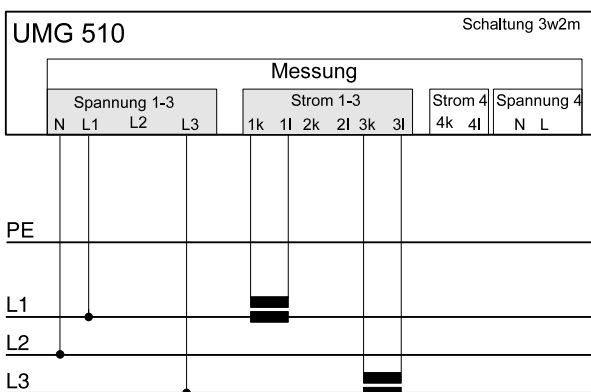 UMG 510
Schaltung 3w2m
Messung
Spannung 1-3
Strom 1-3
Strom 4
Spannung 4
N L1 L2 L3
1k 1l 2k 2l 3k 3l
4k 4l
N L
PE
L1
L2
L3